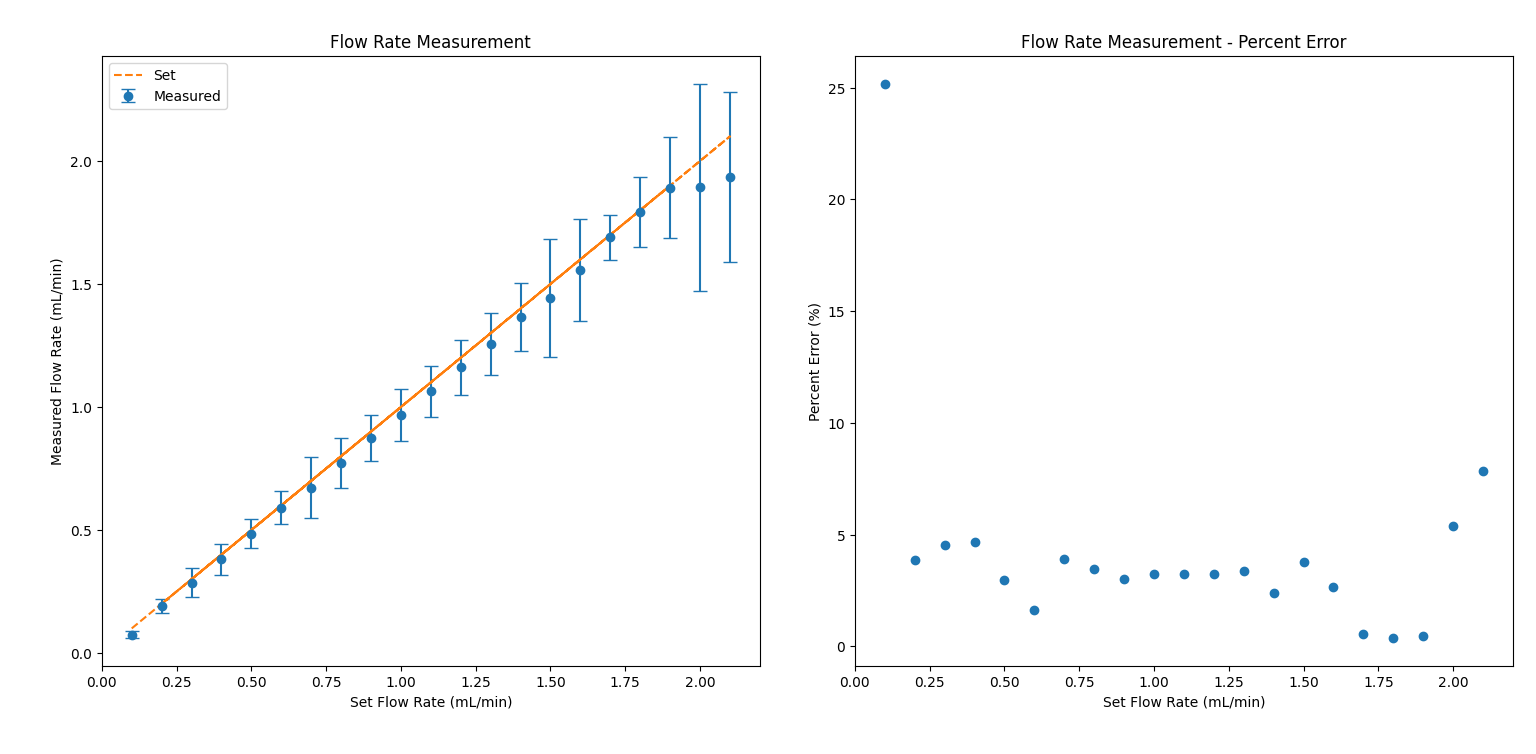 Flow Rate Measurement
Set
Measured
Measured Flow Rate (mL/min)
2.0
1.5
1.0
0.5
0.0
0.00 0.25 0.50 0.75 1.00 1.25 1.50 1.75 2.00
Set Flow Rate (mL/min)
Flow Rate Measurement - Percent Error
Percent Error (%)
25
20
15
10
5
0
0.00 0.25 0.50 0.75 1.00 1.25 1.50 1.75 2.00
Set Flow Rate (mL/min)